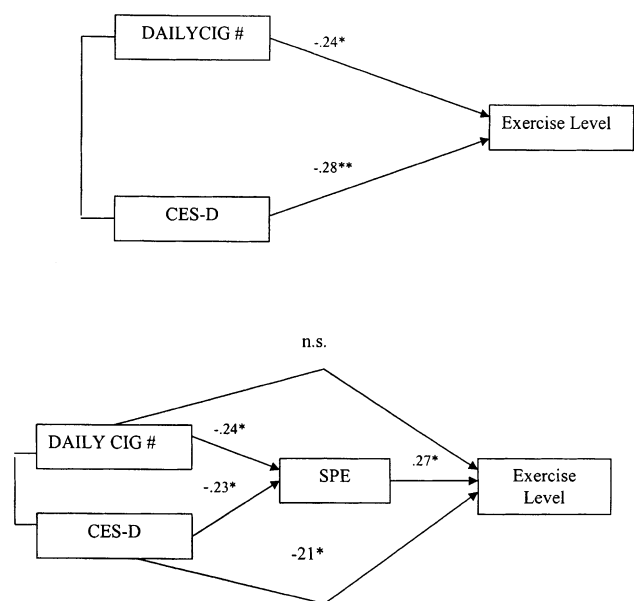 DAILYCIG #
-.24*
Exercise Level
-.28**
CES-D
n.s.
DAILY CIG #
-.24*
SPE
.27*
Exercise
Level
-.23*
CES-D
-21*